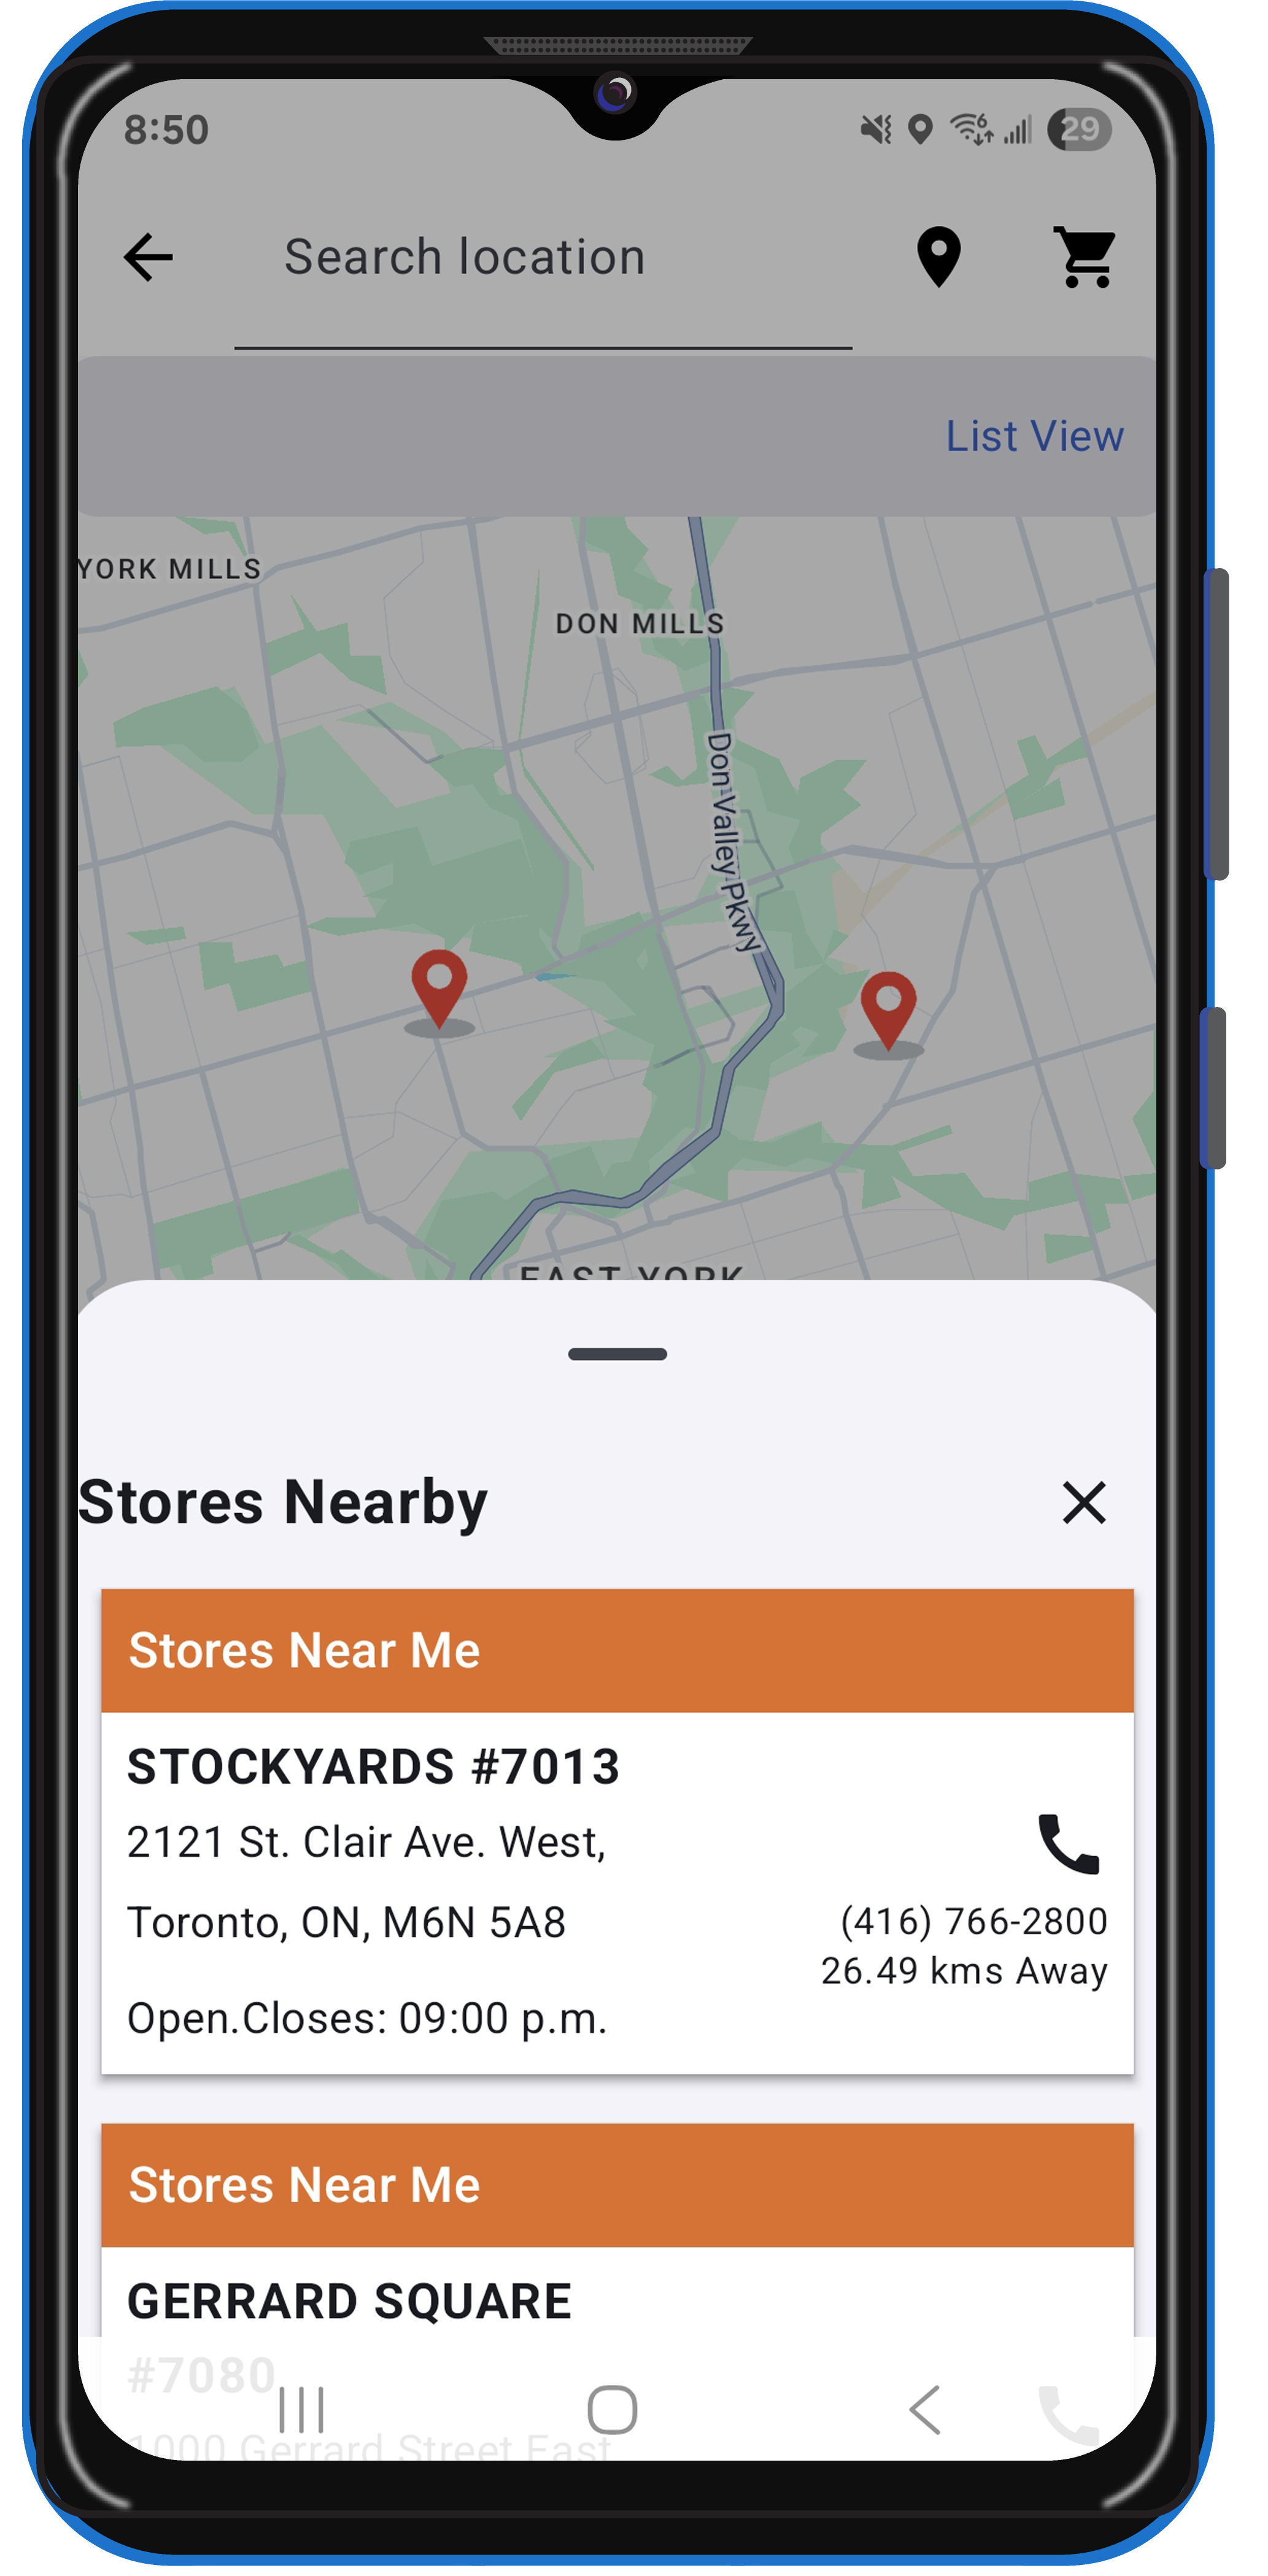 8:50
6
29
Search location
List View
YORK MILLS
DON MILLS
Don Valley Pkwy
EAST YORK
Stores Nearby
Stores Near Me
STOCKYARDS #7013
2121 St. Clair Ave. West,
Toronto, ON, M6N 5A8
(416) 766-2800
26.49 kms Away
Open.Closes: 09:00 p.m.
Stores Near Me
GERRARD SQUARE
#7080
1000 Gerrard Street East